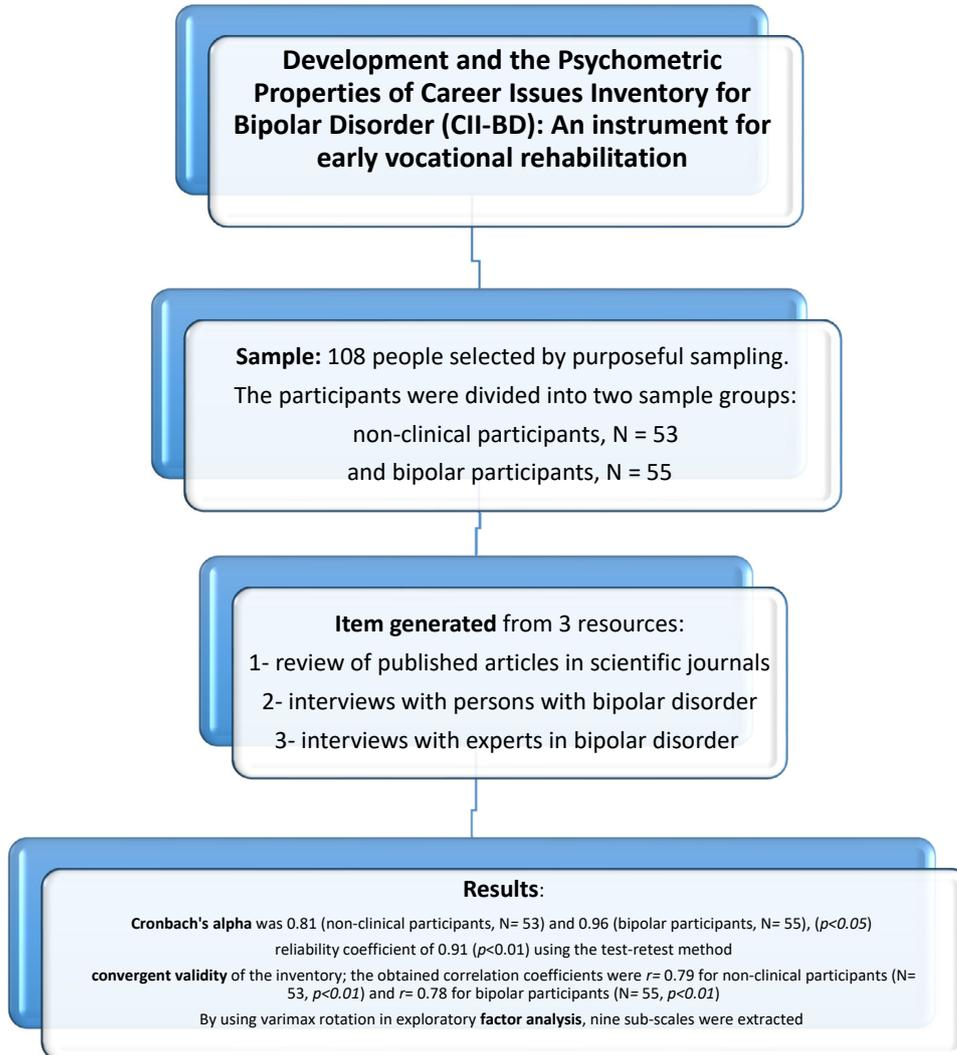 Development and the Psychometric
Properties of Career Issues Inventory for
Bipolar Disorder (CII-BD): An instrument for
early vocational rehabilitation
Sample: 108 people selected by purposeful sampling.
The participants were divided into two sample groups:
non-clinical participants, N = 53
and bipolar participants, N = 55
Item generated from 3 resources:
1- review of published articles in scientific journals
2- interviews with persons with bipolar disorder
3- interviews with experts in bipolar disorder
Results:
Cronbach's alpha was 0.81 (non-clinical participants, N= 53) and 0.96 (bipolar participants, N= 55), (p<0.05)
reliability coefficient of 0.91 (p<0.01) using the test-retest method
convergent validity of the inventory; the obtained correlation coefficients were r= 0.79 for non-clinical participants (N=
53, p<0.01) and r= 0.78 for bipolar participants (N= 55, p<0.01)
By using varimax rotation in exploratory factor analysis, nine sub-scales were extracted